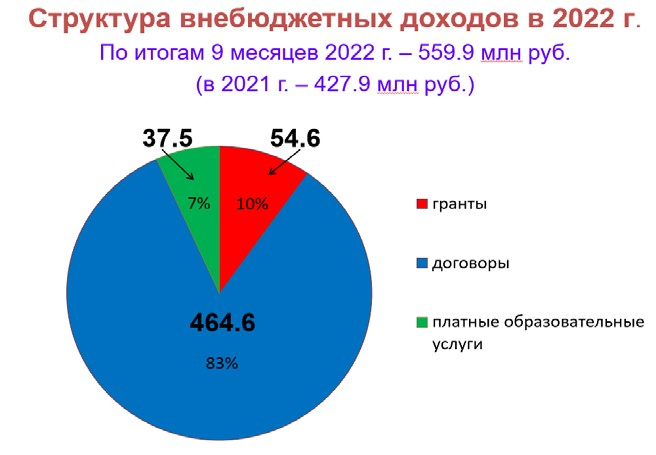 Структура внебюджетных доходов в 2022 г.
По итогам 9 месяцев 2022 г. – 559.9 млн руб.
(в 2021 г. – 427.9 млн руб.)
37.5
54.6
7%
10%
гранты
договоры
464.6
платные образовательные
услуги
83%